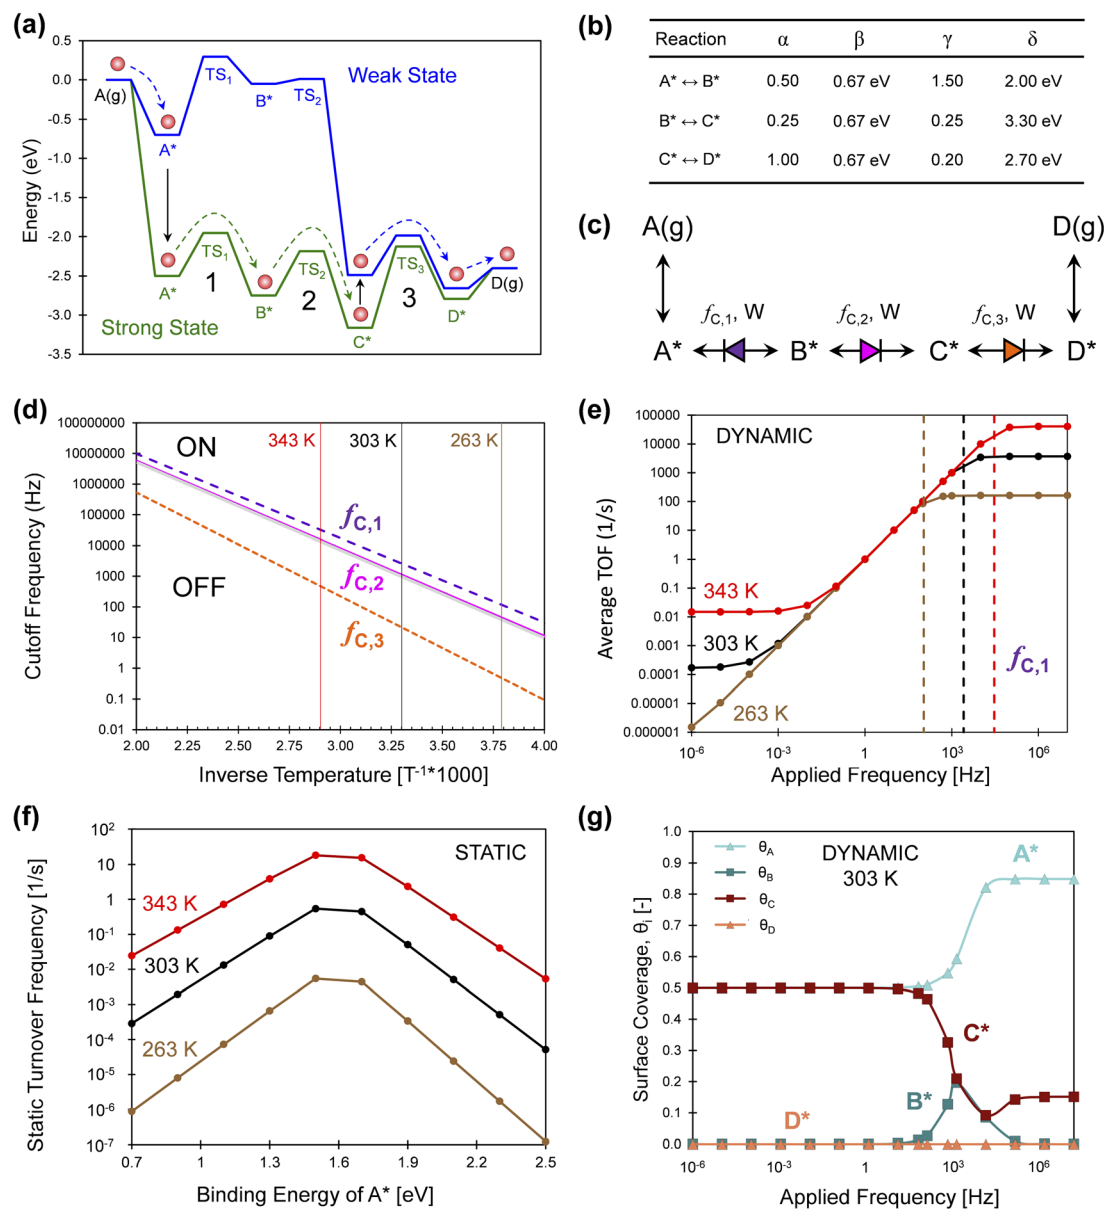 (a)
0.5
0.0
-0.5
-1.0
-1.5
-2.0
-2.5
-3.0
-3.5
Energy (eV)
A(g)
A*
TS1
B*
TS2
Weak State
A*
TS1
1
B*
TS2
2
C*
TS3
3
D*
D(g)
Strong State
(b)
Reaction α β γ δ
A* ↔ B* 0.50 0.67 eV 1.50 2.00 eV
B* ↔ C* 0.25 0.67 eV 0.25 3.30 eV
C* ↔ D* 1.00 0.67 eV 0.20 2.70 eV
(c)
A(g) D(g)
fC,1, W fC,2, W fC,3, W
A* B* C* D*
(d)
100000000
10000000
1000000
100000
10000
1000
100
10
1
0.1
0.01
Cutoff Frequency (Hz)
ON
OFF
343 K 303 K 263 K
fC,1
fC,2
fC,3
2.00 2.25 2.50 2.75 3.00 3.25 3.50 3.75 4.00
Inverse Temperature [T-1*1000]
(e)
100000
10000
1000
100
10
1
0.1
0.01
0.001
0.0001
0.00001
0.000001
Average TOF (1/s)
DYNAMIC
343 K
303 K
263 K
fC,1
10-6 10-3 1 103 106
Applied Frequency [Hz]
(f)
102
10
1
10-1
10-2
10-3
10-4
10-5
10-6
10-7
Static Turnover Frequency [1/s]
STATIC
343 K
303 K
263 K
0.7 1 1.3 1.6 1.9 2.2 2.5
Binding Energy of A* [eV]
(g)
1.0
0.9
0.8
0.7
0.6
0.5
0.4
0.3
0.2
0.1
0.0
Surface Coverage, θi [-]
θA
θB
θC
θD
DYNAMIC
303 K
A*
C*
B*
D*
10-6 10-3 1 103 106
Applied Frequency [Hz]